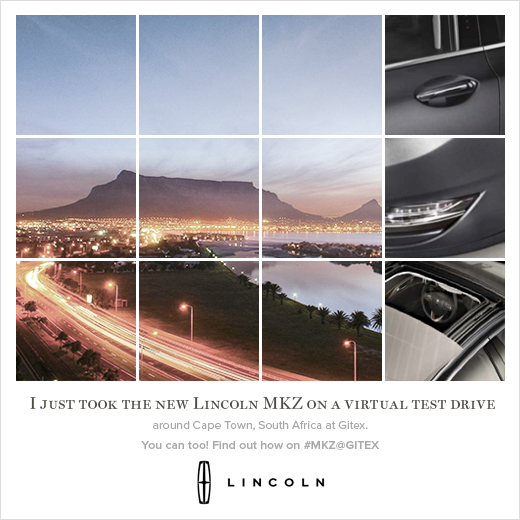 I just took the new Lincoln MKZ on a virtual test drive
around Cape Town, South Africa at Gitex.
You can too! Find out how on #MKZ@GITEX
LINCOLN